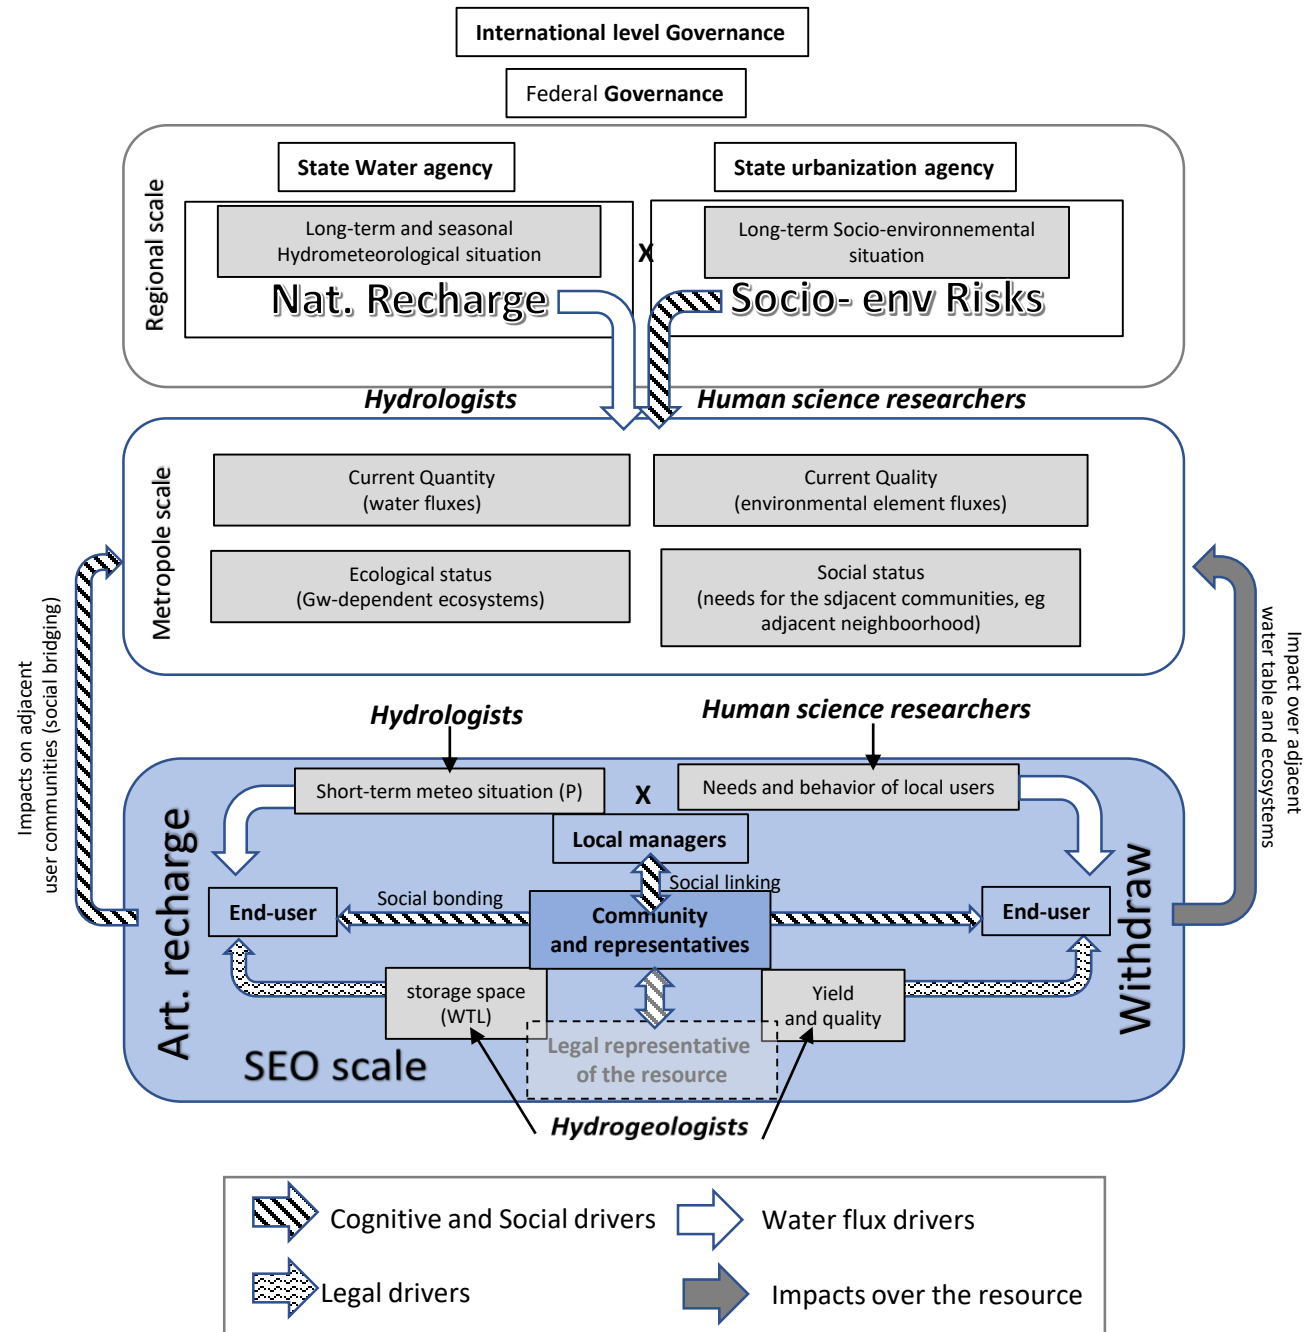 International level Governance
Federal Governance
Regional scale
State Water agency
State urbanization agency
Long-term and seasonal
Hydrometeorological situation
X
Long-term Socio-environnemental
situation
Nat. Recharge
Socio- env Risks
Hydrologists
Human science researchers
Metropole scale
Current Quantity
(water fluxes)
Current Quality
(environmental element fluxes)
Ecological status
(Gw-dependent ecosystems)
Social status
(needs for the sdjacent communities, eg
adjacent neighboorhood)
Impacts on adjacent
user communities (social bridging)
Impact over adjacent
water table and ecosystems
Hydrologists
Human science researchers
Short-term meteo situation (P)
X
Needs and behavior of local users
Local managers
Social linking
Art. recharge
End-user
Social bonding
Community
and representatives
End-user
Withdraw
storage space
(WTL)
Yield
and quality
Legal representative
of the resource
SEO scale
Hydrogeologists
Cognitive and Social drivers
Water flux drivers
Legal drivers
Impacts over the resource